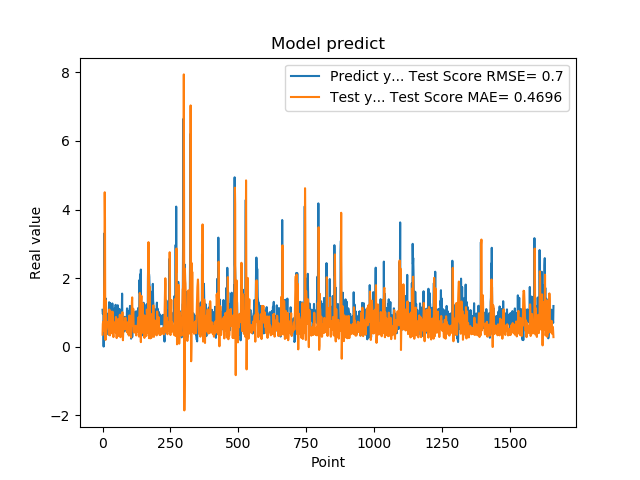 Model predict
Predict y... Test Score RMSE= 0.7
Test y... Test Score MAE= 0.4696
8
6
4
2
0
−2
Real value
0 250 500 750 1000 1250 1500
Point